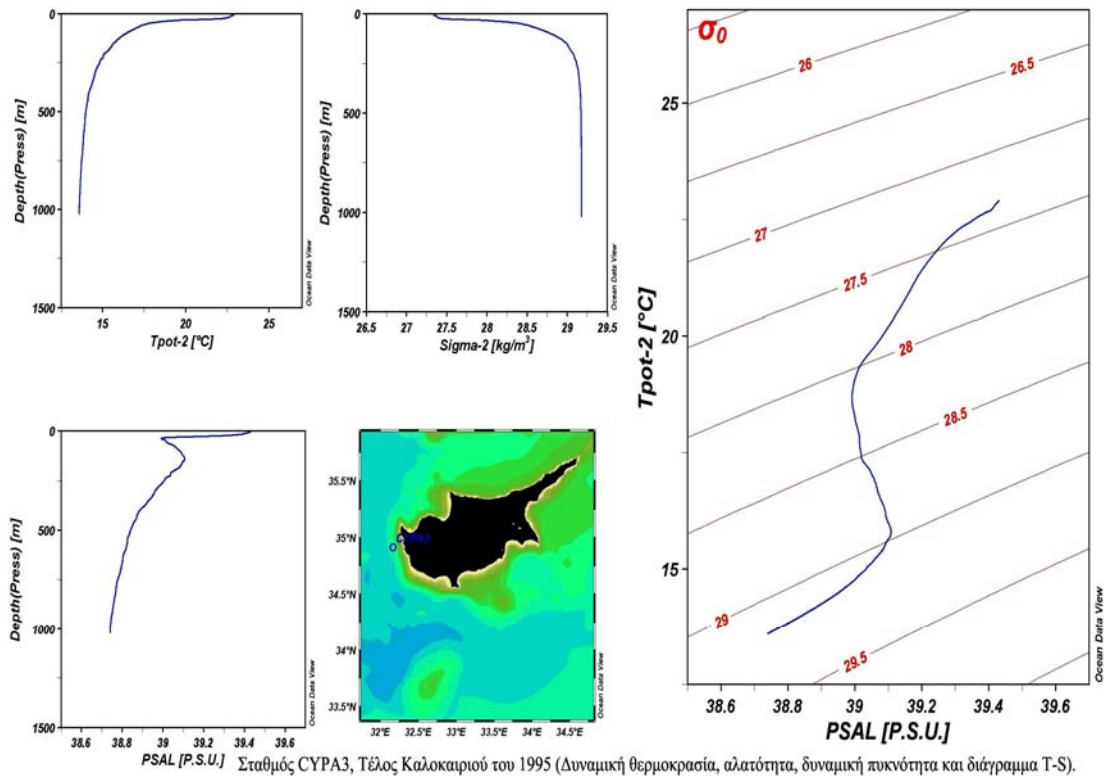 0
500
1000
1500
Depth(Press) [m]
15
20
25
Tpot-2 [°C]
Ocean Data View
0
500
1000
1500
Depth(Press) [m]
26.5
27
27.5
28
28.5
29
29.5
Sigma-2 [kg/m³]
Ocean Data View
σ₀
26
26.5
27
27.5
28
28.5
29
29.5
25
20
15
Tpot-2 [°C]
38.6
38.8
39
39.2
39.4
39.6
PSAL [P.S.U.]
Ocean Data View
0
500
1000
1500
Depth(Press) [m]
38.6
38.8
39
39.2
39.4
39.6
PSAL [P.S.U.]
Ocean Data View
35.5°N
35°N
34.5°N
34°N
33.5°N
CYPA3
32°E
32.5°E
33°E
33.5°E
34°E
34.5°E
Ocean Data View
Σταθμός CYPA3, Τέλος Καλοκαιριού του 1995 (Δυναμική θερμοκρασία, αλατότητα, δυναμική πυκνότητα και διάγραμμα T-S).